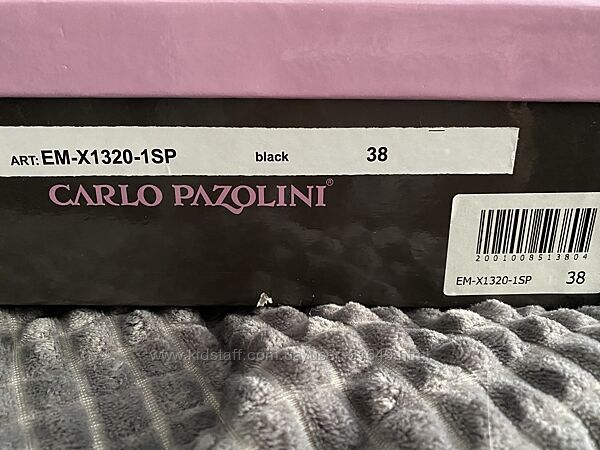 ART: EM-X1320-1SP black 38
CARLO PAZOLINI®
2001008513804
EM-X1320-1SP 38